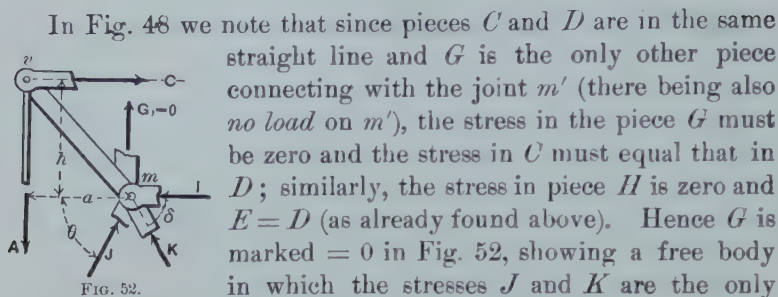 In Fig. 48 we note that since pieces C and D are in the same
straight line and G is the only other piece
connecting with the joint m′ (there being also
no load on m′), the stress in the piece G must
be zero and the stress in C must equal that in
D; similarly, the stress in piece H is zero and
E = D (as already found above). Hence G is
marked = 0 in Fig. 52, showing a free body
in which the stresses J and K are the only
v
C
G,=0
h
m
a
I
δ
θ
A
J
K
Fig. 52.